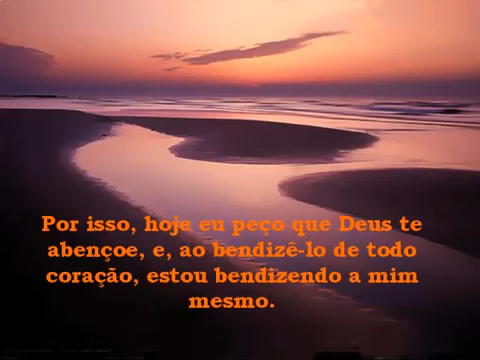 Por isso, hoje eu peço que Deus te
abençoe, e, ao bendizê-lo de todo
coração, estou bendizendo a mim
mesmo.